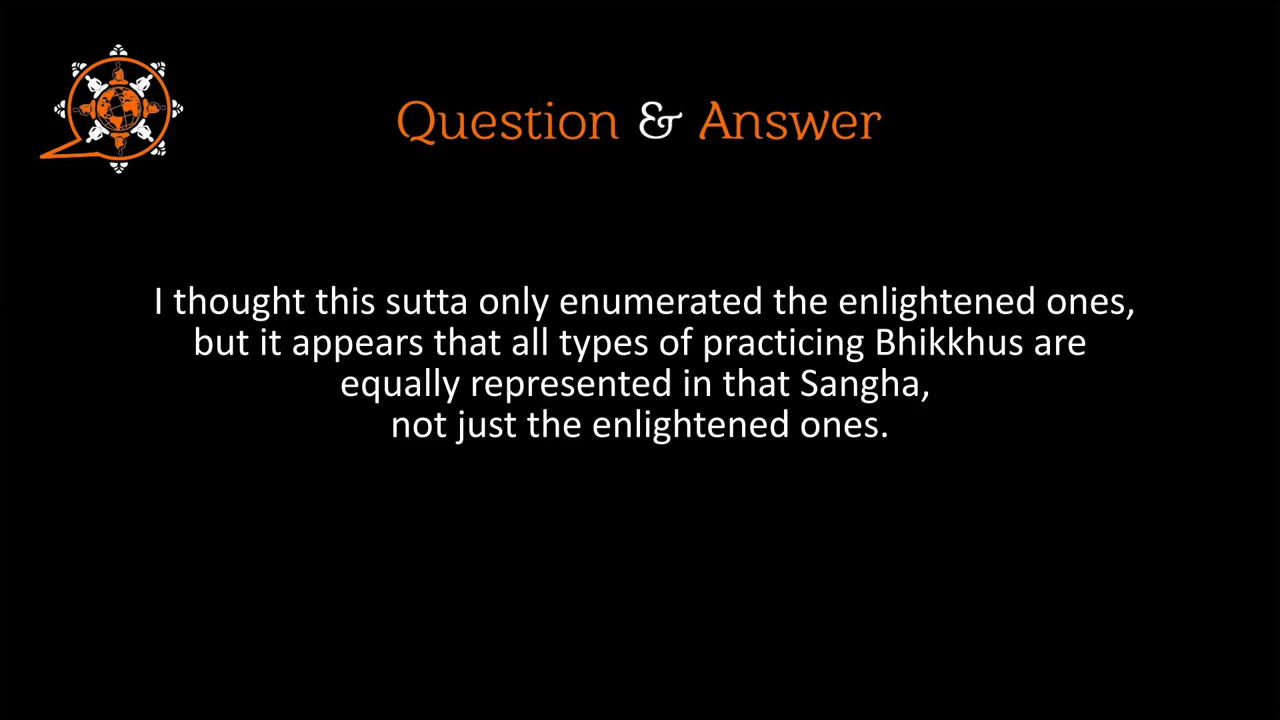 Question & Answer
I thought this sutta only enumerated the enlightened ones,
but it appears that all types of practicing Bhikkhus are
equally represented in that Sangha,
not just the enlightened ones.